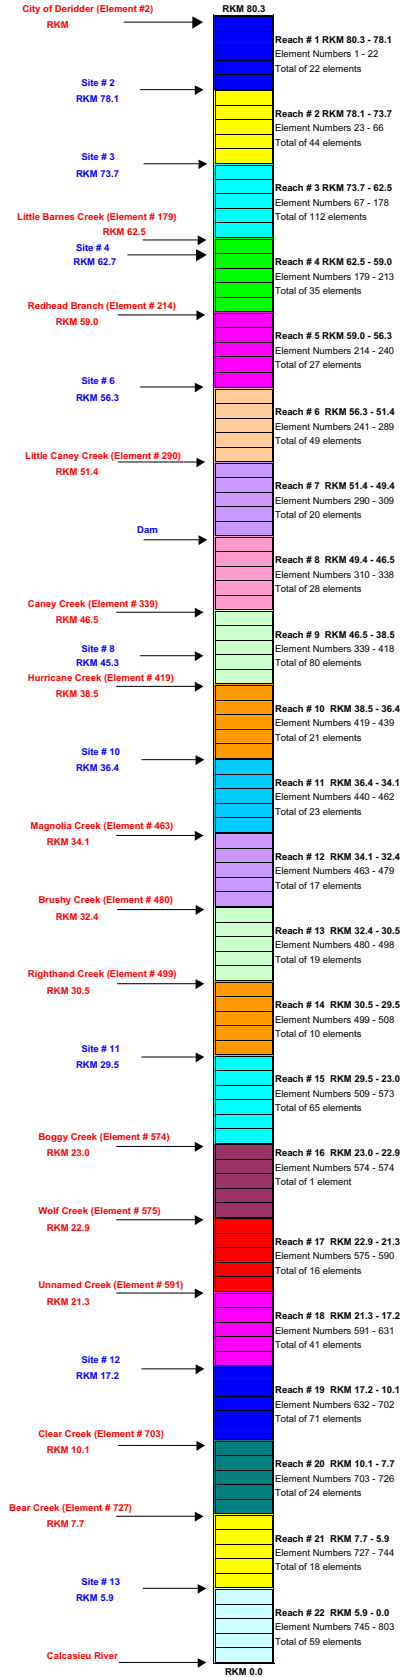 City of Deridder (Element #2)
RKM
RKM 80.3
Reach # 1 RKM 80.3 - 78.1
Element Numbers 1 - 22
Total of 22 elements
Site # 2
RKM 78.1
Reach # 2 RKM 78.1 - 73.7
Element Numbers 23 - 66
Total of 44 elements
Site # 3
RKM 73.7
Reach # 3 RKM 73.7 - 62.5
Element Numbers 67 - 178
Total of 112 elements
Little Barnes Creek (Element # 179)
RKM 62.5
Site # 4
RKM 62.7
Reach # 4 RKM 62.5 - 59.0
Element Numbers 179 - 213
Total of 35 elements
Redhead Branch (Element # 214)
RKM 59.0
Reach # 5 RKM 59.0 - 56.3
Element Numbers 214 - 240
Total of 27 elements
Site # 6
RKM 56.3
Reach # 6 RKM 56.3 - 51.4
Element Numbers 241 - 289
Total of 49 elements
Little Caney Creek (Element # 290)
RKM 51.4
Reach # 7 RKM 51.4 - 49.4
Element Numbers 290 - 309
Total of 20 elements
Dam
Reach # 8 RKM 49.4 - 46.5
Element Numbers 310 - 338
Total of 28 elements
Caney Creek (Element # 339)
RKM 46.5
Reach # 9 RKM 46.5 - 38.5
Element Numbers 339 - 418
Total of 80 elements
Site # 8
RKM 45.3
Hurricane Creek (Element # 419)
RKM 38.5
Reach # 10 RKM 38.5 - 36.4
Element Numbers 419 - 439
Total of 21 elements
Site # 10
RKM 36.4
Reach # 11 RKM 36.4 - 34.1
Element Numbers 440 - 462
Total of 23 elements
Magnolia Creek (Element # 463)
RKM 34.1
Reach # 12 RKM 34.1 - 32.4
Element Numbers 463 - 479
Total of 17 elements
Brushy Creek (Element # 480)
RKM 32.4
Reach # 13 RKM 32.4 - 30.5
Element Numbers 480 - 498
Total of 19 elements
Righthand Creek (Element # 499)
RKM 30.5
Reach # 14 RKM 30.5 - 29.5
Element Numbers 499 - 508
Total of 10 elements
Site # 11
RKM 29.5
Reach # 15 RKM 29.5 - 23.0
Element Numbers 509 - 573
Total of 65 elements
Boggy Creek (Element # 574)
RKM 23.0
Reach # 16 RKM 23.0 - 22.9
Element Numbers 574 - 574
Total of 1 element
Wolf Creek (Element # 575)
RKM 22.9
Reach # 17 RKM 22.9 - 21.3
Element Numbers 575 - 590
Total of 16 elements
Unnamed Creek (Element # 591)
RKM 21.3
Reach # 18 RKM 21.3 - 17.2
Element Numbers 591 - 631
Total of 41 elements
Site # 12
RKM 17.2
Reach # 19 RKM 17.2 - 10.1
Element Numbers 632 - 702
Total of 71 elements
Clear Creek (Element # 703)
RKM 10.1
Reach # 20 RKM 10.1 - 7.7
Element Numbers 703 - 726
Total of 24 elements
Bear Creek (Element # 727)
RKM 7.7
Reach # 21 RKM 7.7 - 5.9
Element Numbers 727 - 744
Total of 18 elements
Site # 13
RKM 5.9
Reach # 22 RKM 5.9 - 0.0
Element Numbers 745 - 803
Total of 59 elements
Calcasieu River
RKM 0.0